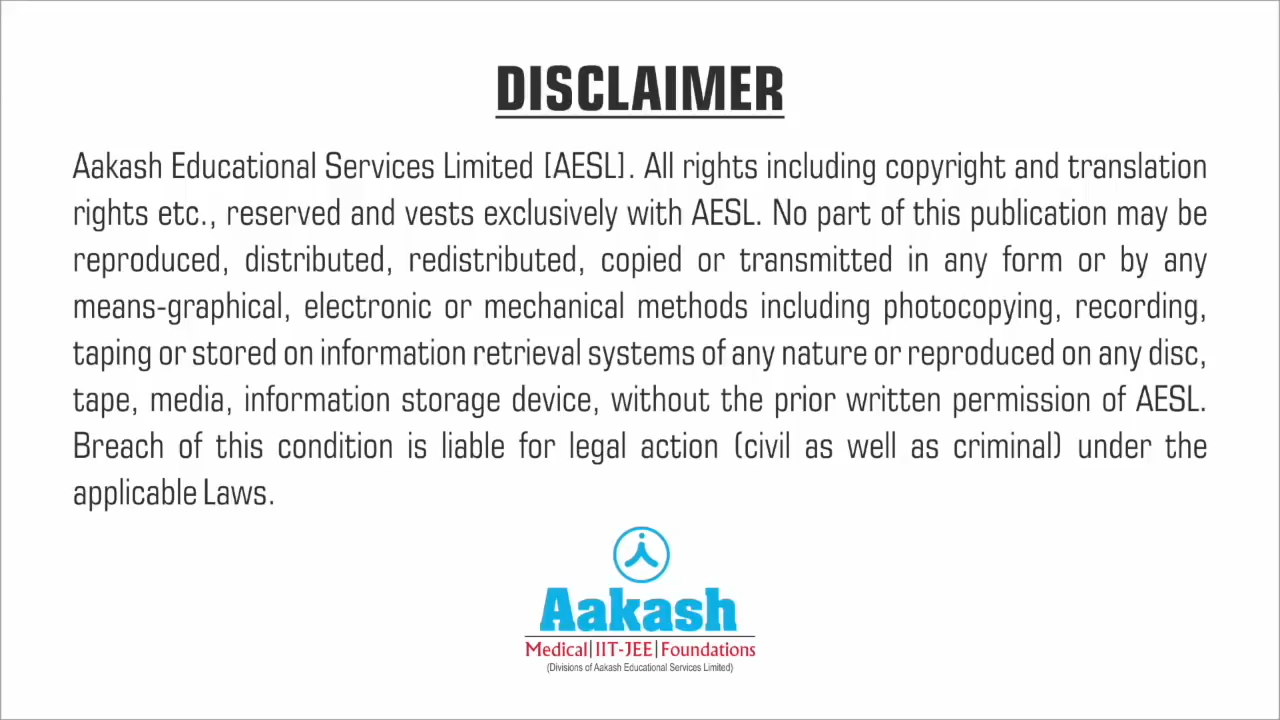 DISCLAIMER
Aakash Educational Services Limited [AESL]. All rights including copyright and translation
rights etc., reserved and vests exclusively with AESL. No part of this publication may be
reproduced, distributed, redistributed, copied or transmitted in any form or by any
means-graphical, electronic or mechanical methods including photocopying, recording,
taping or stored on information retrieval systems of any nature or reproduced on any disc,
tape, media, information storage device, without the prior written permission of AESL.
Breach of this condition is liable for legal action (civil as well as criminal) under the
applicable Laws.
Aakash
Medical|IIT-JEE|Foundations
(Divisions of Aakash Educational Services Limited)